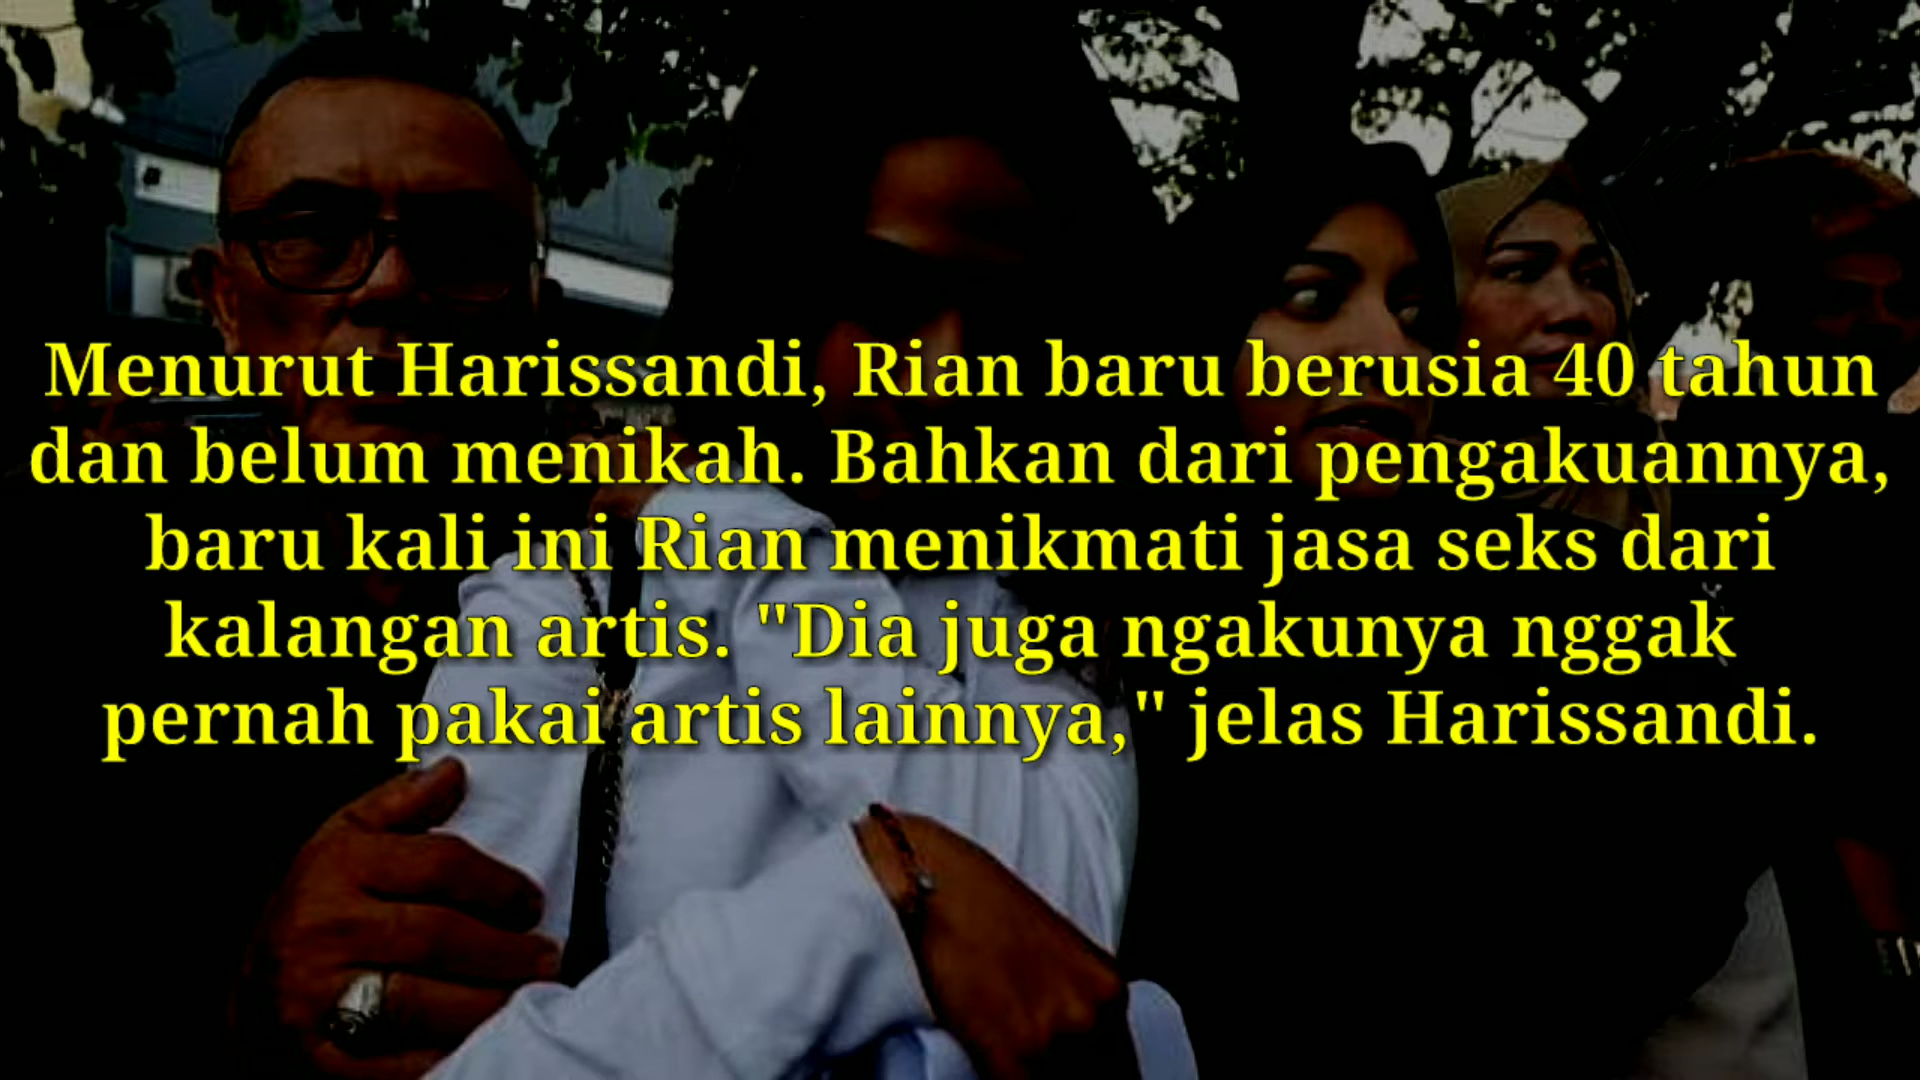 Menurut Harissandi, Rian baru berusia 40 tahun
dan belum menikah. Bahkan dari pengakuannya,
baru kali ini Rian menikmati jasa seks dari
kalangan artis. "Dia juga ngakunya nggak
pernah pakai artis lainnya," jelas Harissandi.